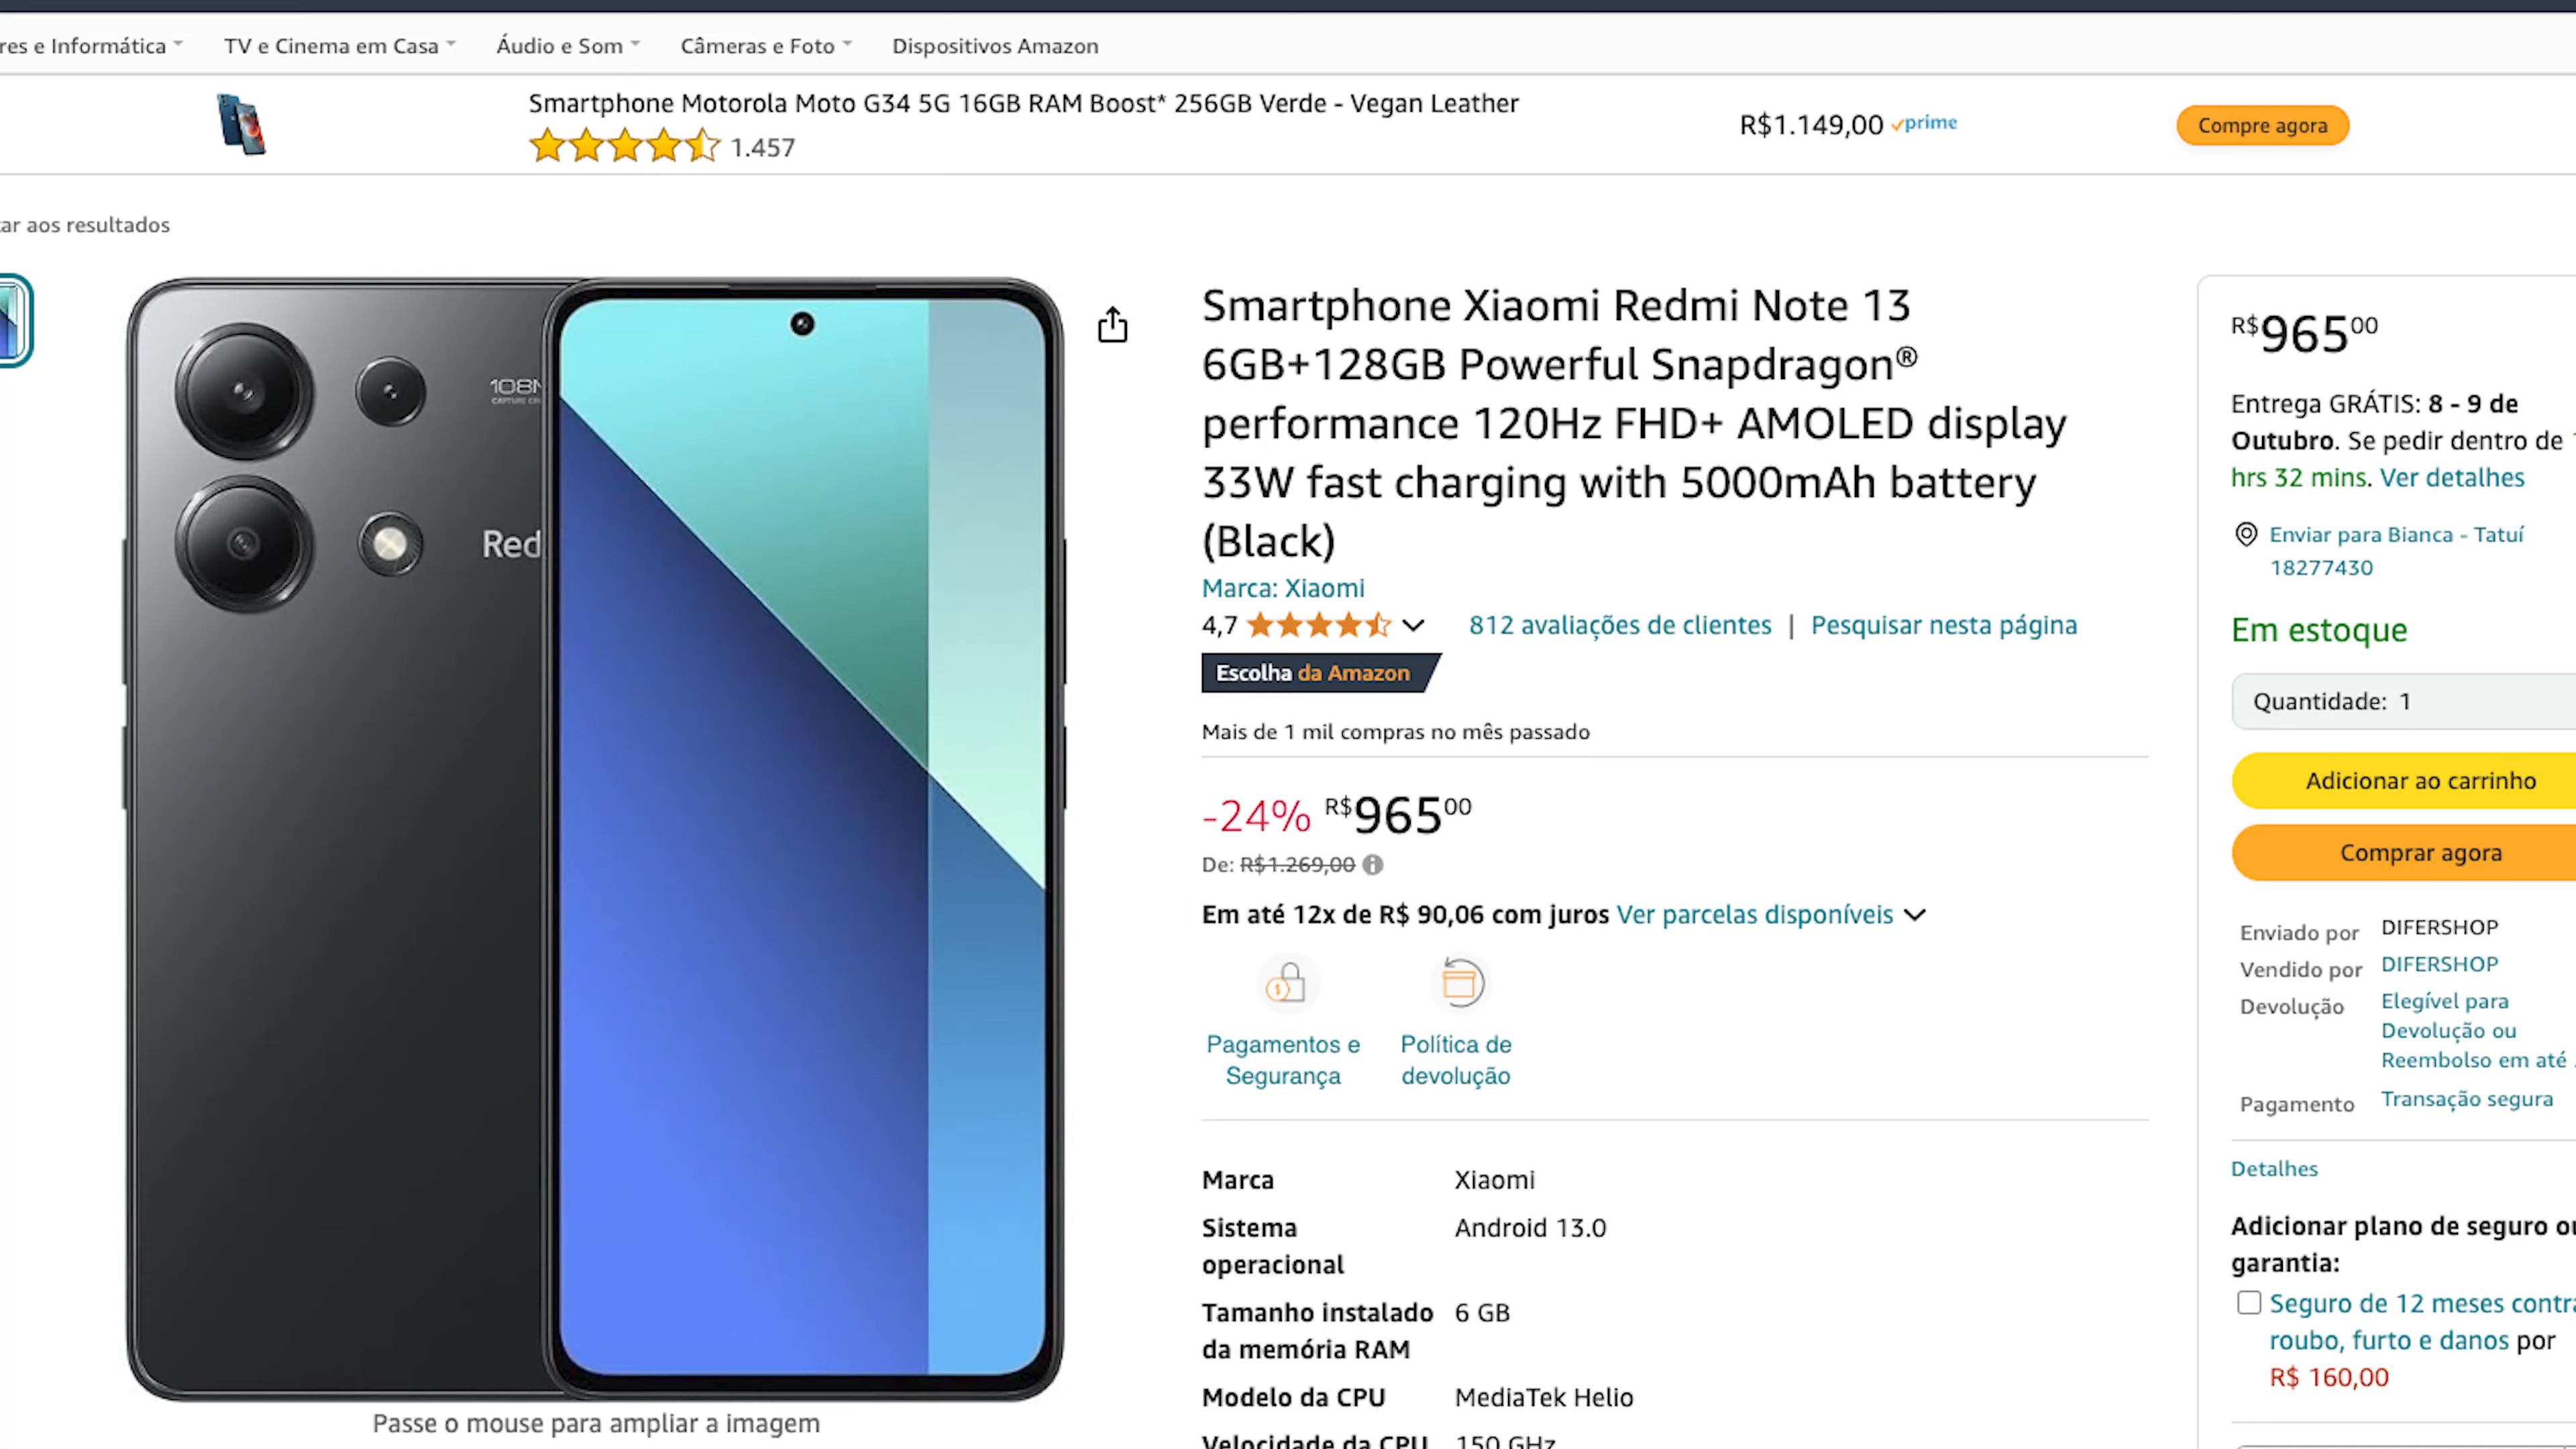 res e Informática TV e Cinema em Casa Áudio e Som Câmeras e Foto Dispositivos Amazon
Smartphone Motorola Moto G34 5G 16GB RAM Boost* 256GB Verde - Vegan Leather
1.457
R$1.149,00 prime
Compre agora
ar aos resultados
108M
Red
Passe o mouse para ampliar a imagem
Smartphone Xiaomi Redmi Note 13
6GB+128GB Powerful Snapdragon®
performance 120Hz FHD+ AMOLED display
33W fast charging with 5000mAh battery
(Black)
Marca: Xiaomi
4,7 812 avaliações de clientes | Pesquisar nesta página
Escolha da Amazon
Mais de 1 mil compras no mês passado
-24% R$96500
De: R$1.269,00
Em até 12x de R$ 90,06 com juros Ver parcelas disponíveis
Pagamentos e
Segurança
Política de
devolução
Marca Xiaomi
Sistema Android 13.0
operacional
Tamanho instalado 6 GB
da memória RAM
Modelo da CPU MediaTek Helio
Velocidade da CPU 150 GHz
R$96500
Entrega GRÁTIS: 8 - 9 de
Outubro. Se pedir dentro de
hrs 32 mins. Ver detalhes
Enviar para Bianca - Tatuí
18277430
Em estoque
Quantidade: 1
Adicionar ao carrinho
Comprar agora
Enviado por DIFERSHOP
Vendido por DIFERSHOP
Devolução Elegível para
Devolução ou
Reembolso em até
Pagamento Transação segura
Detalhes
Adicionar plano de seguro ou
garantia:
Seguro de 12 meses contra
roubo, furto e danos por
R$ 160,00